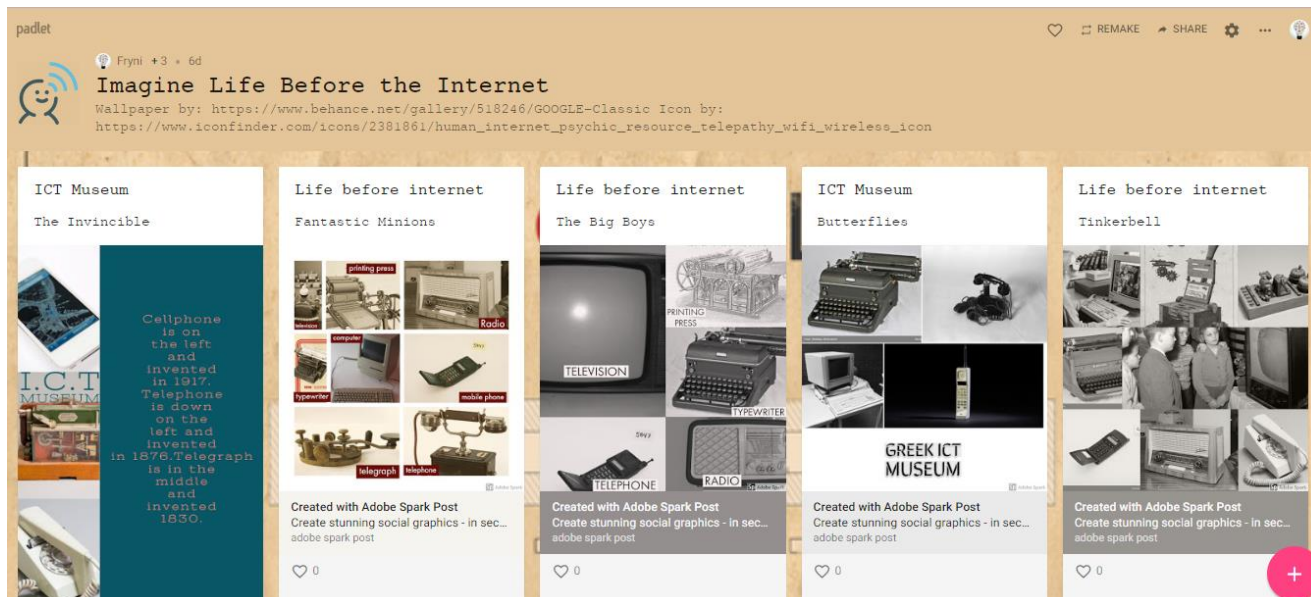 padlet
REMAKE
SHARE
Fryni +3 • 6d
Imagine Life Before the Internet
Wallpaper by: https://www.behance.net/gallery/518246/GOOGLE-Classic Icon by:
https://www.iconfinder.com/icons/2381861/human_internet_psychic_resource_telepathy_wifi_wireless_icon
ICT Museum
The Invincible
I.C.T
MUSEUM
Cellphone
is on
the left
and
invented
in 1917.
Telephone
is down
on the
left and
invented
in 1876.Telegraph
is in the
middle
and
invented
1830.
Life before internet
Fantastic Minions
printing press
television
Radio
computer
typewriter
mobile phone
telegraph
telephone
Created with Adobe Spark Post
Create stunning social graphics - in sec...
adobe spark post
0
Life before internet
The Big Boys
TELEVISION
PRINTING
PRESS
TYPEWRITER
TELEPHONE
RADIO
Created with Adobe Spark Post
Create stunning social graphics - in sec...
adobe spark post
0
ICT Museum
Butterflies
GREEK ICT
MUSEUM
Created with Adobe Spark Post
Create stunning social graphics - in sec...
adobe spark post
0
Life before internet
Tinkerbell
Created with Adobe Spark Post
Create stunning social graphics - in sec...
adobe spark post
0